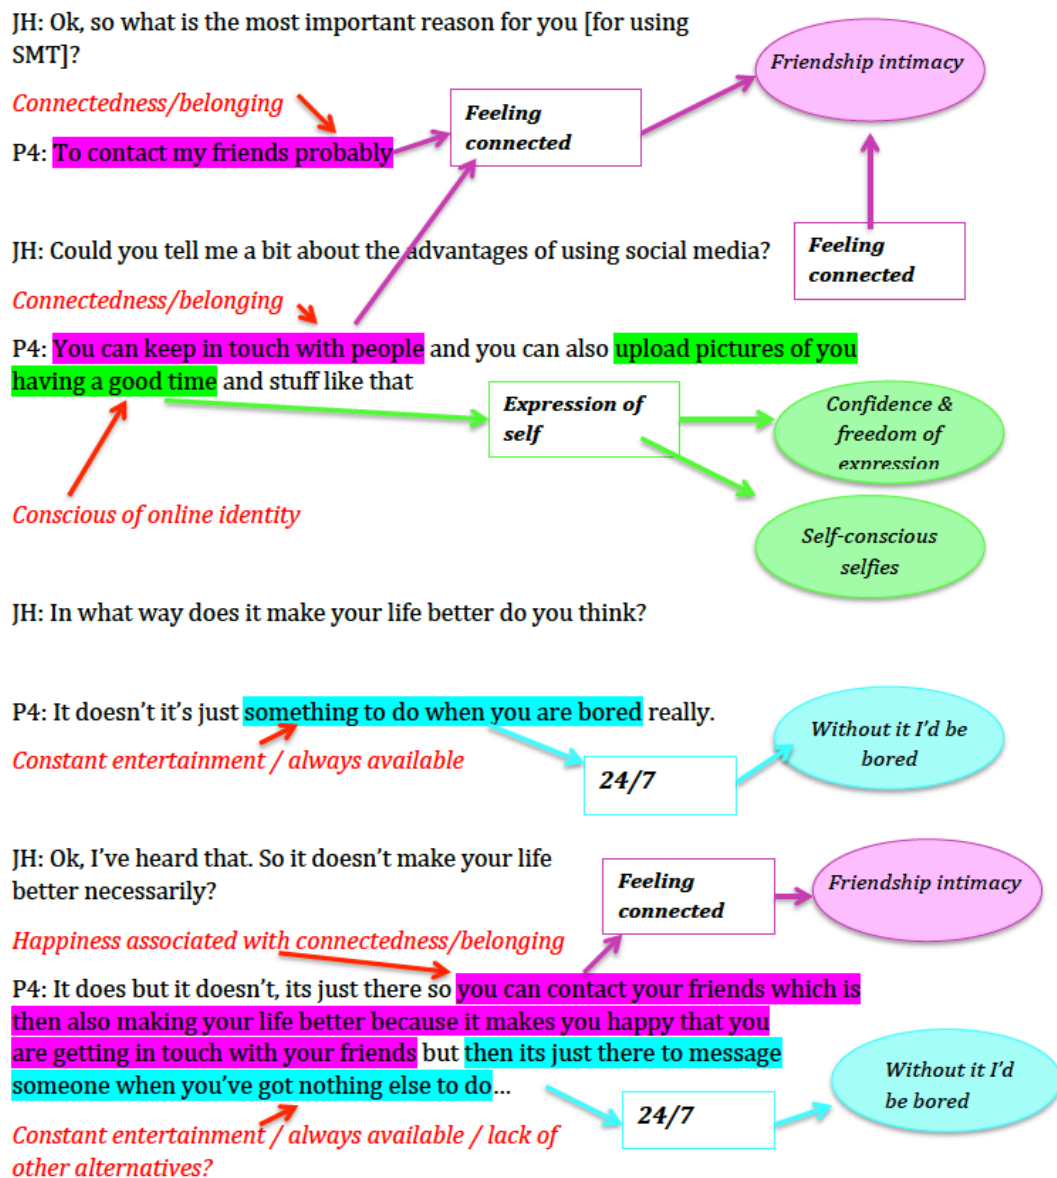 JH: Ok, so what is the most important reason for you [for using
SMT]?
Friendship intimacy
Connectedness/belonging
Feeling
connected
P4: To contact my friends probably
JH: Could you tell me a bit about the advantages of using social media?
Feeling
connected
Connectedness/belonging
P4: You can keep in touch with people and you can also upload pictures of you
having a good time and stuff like that
Expression of
self
Confidence &
freedom of
expression
Conscious of online identity
Self-conscious
selfies
JH: In what way does it make your life better do you think?
P4: It doesn't it's just something to do when you are bored really.
Without it I'd be
bored
Constant entertainment / always available
24/7
JH: Ok, I've heard that. So it doesn't make your life
better necessarily?
Feeling
connected
Friendship intimacy
Happiness associated with connectedness/belonging
P4: It does but it doesn't, its just there so you can contact your friends which is
then also making your life better because it makes you happy that you
are getting in touch with your friends but then its just there to message
someone when you've got nothing else to do...
Without it I'd
be bored
24/7
Constant entertainment / always available / lack of
other alternatives?